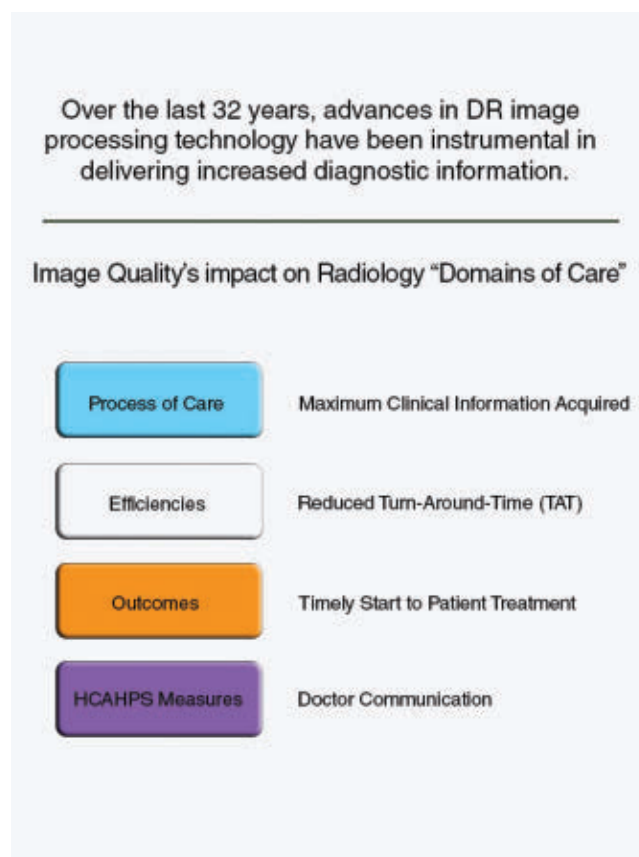 Over the last 32 years, advances in DR image
processing technology have been instrumental in
delivering increased diagnostic information.
Image Quality's impact on Radiology “Domains of Care”
Process of Care Maximum Clinical Information Acquired
Efficiencies Reduced Turn-Around-Time (TAT)
Outcomes Timely Start to Patient Treatment
HCAHPS Measures Doctor Communication